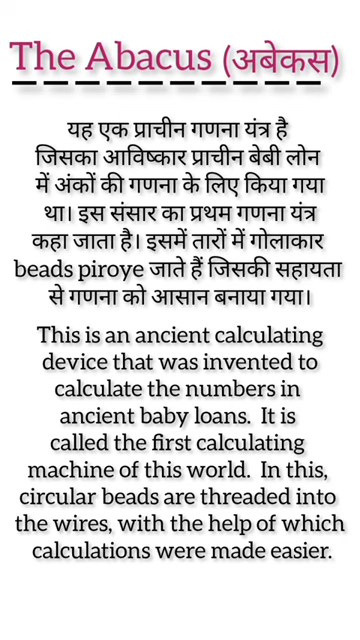 The Abacus (अबेकस)
यह एक प्राचीन गणना यंत्र है
जिसका आविष्कार प्राचीन बेबी लोन
में अंकों की गणना के लिए किया गया
था। इस संसार का प्रथम गणना यंत्र
कहा जाता है। इसमें तारों में गोलाकार
beads piroye जाते हैं जिसकी सहायता
से गणना को आसान बनाया गया।
This is an ancient calculating
device that was invented to
calculate the numbers in
ancient baby loans. It is
called the first calculating
machine of this world. In this,
circular beads are threaded into
the wires, with the help of which
calculations were made easier.